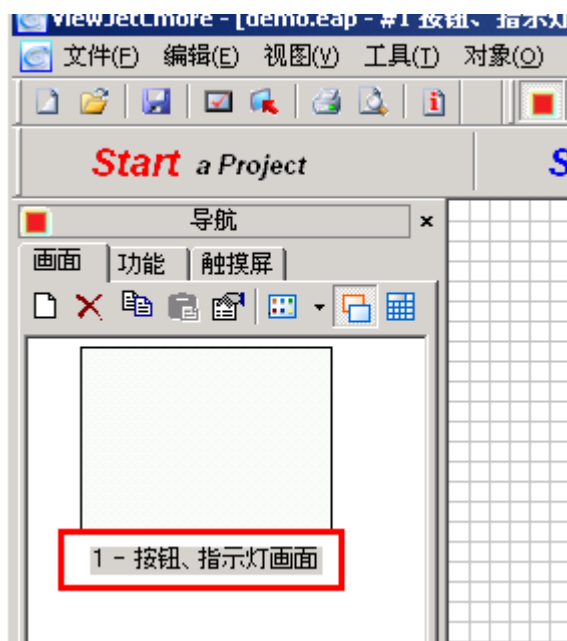 ViewJetCmore - [demo.eap - #1 按钮、指示灯
文件(F) 编辑(E) 视图(V) 工具(T) 对象(O)
Start a Project S
导航
画面 功能 触摸屏
1 - 按钮、指示灯画面